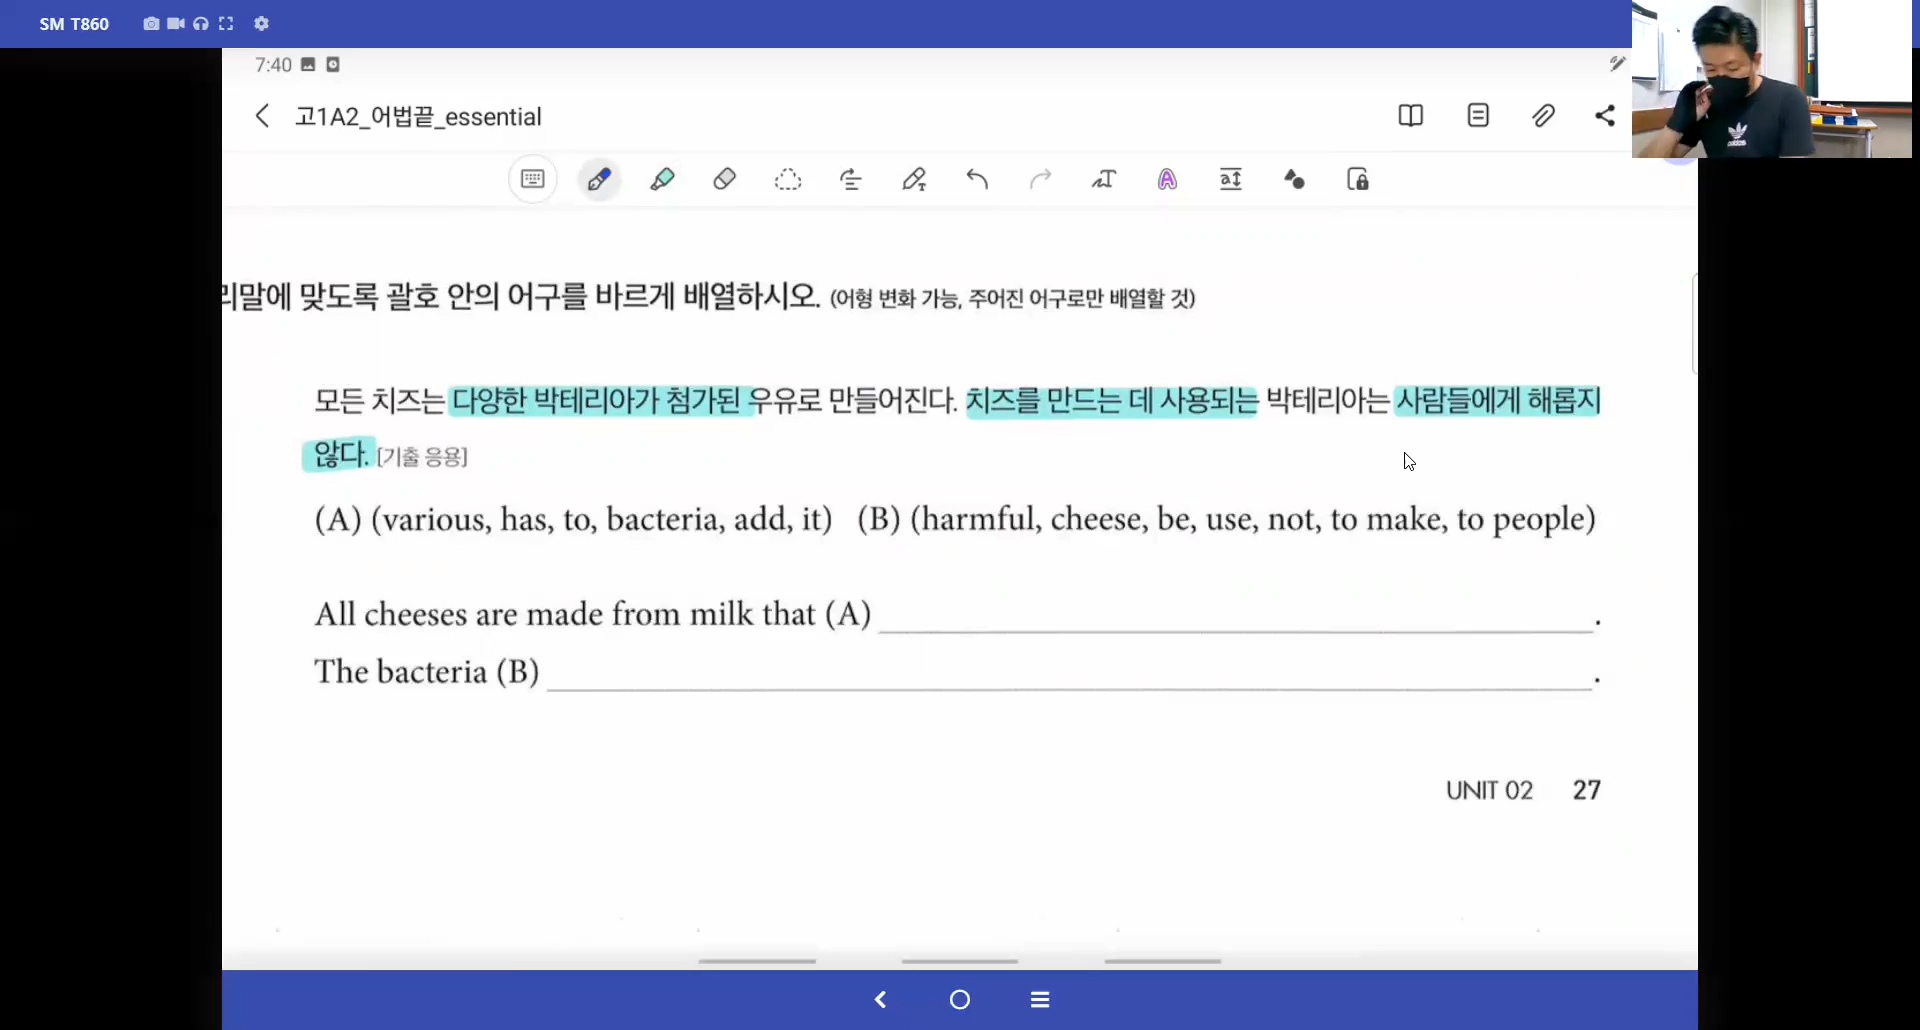 SM T860
7:40
고1A2_어법끝_essential
리말에 맞도록 괄호 안의 어구를 바르게 배열하시오. (어형 변화 가능, 주어진 어구로만 배열할 것)
모든 치즈는 다양한 박테리아가 첨가된 우유로 만들어진다. 치즈를 만드는 데 사용되는 박테리아는 사람들에게 해롭지
않다. [기출 응용]
(A) (various, has, to, bacteria, add, it) (B) (harmful, cheese, be, use, not, to make, to people)
All cheeses are made from milk that (A) .
The bacteria (B) .
UNIT 02 27